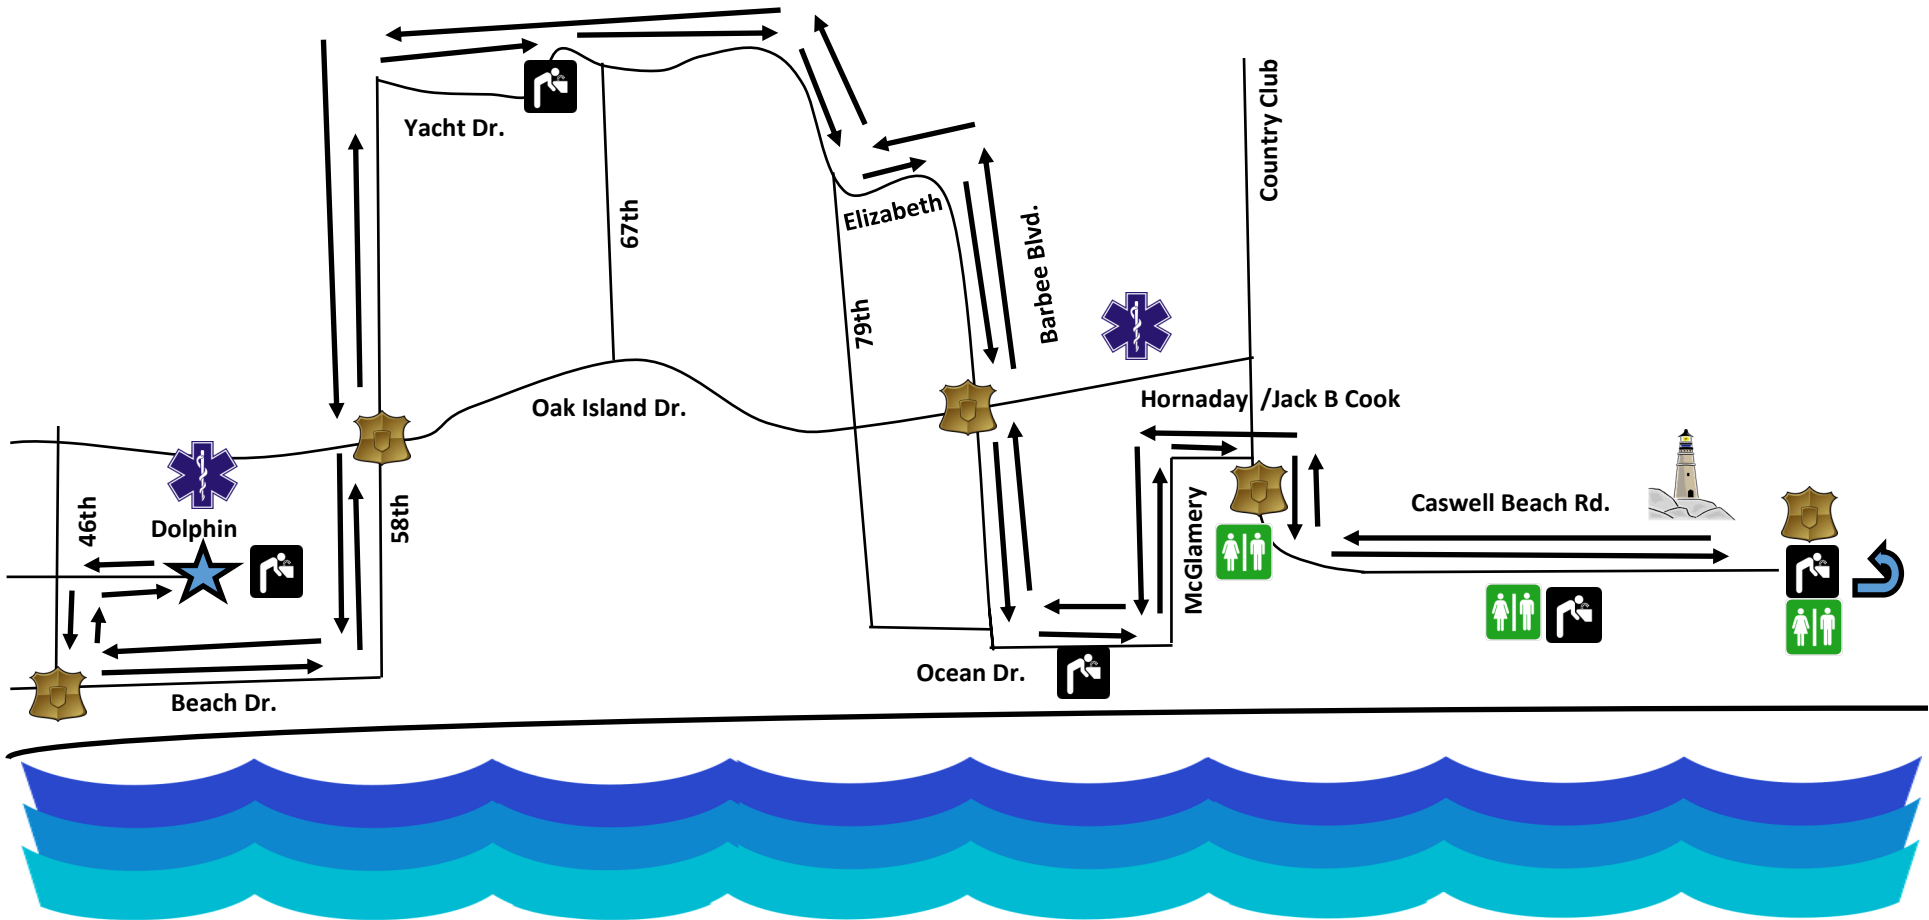 Yacht Dr.
Country Club
67th
Elizabeth
Barbee Blvd.
79th
Oak Island Dr.
Hornaday /Jack B Cook
46th
Dolphin
58th
McGlamery
Caswell Beach Rd.
Ocean Dr.
Beach Dr.